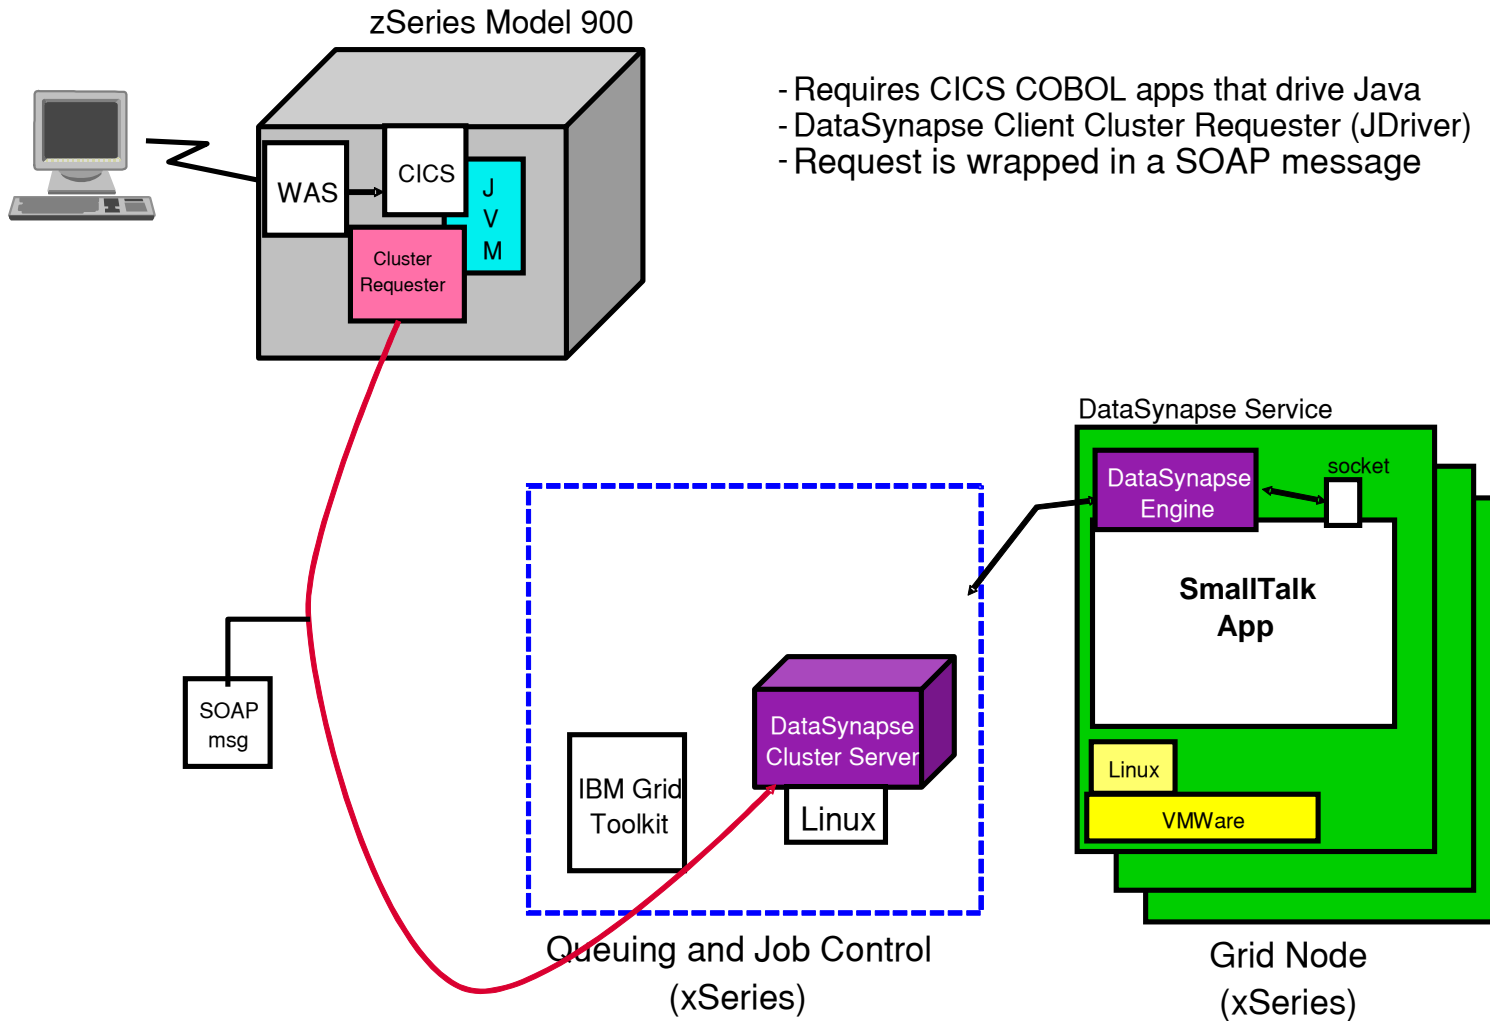 zSeries Model 900
- Requires CICS COBOL apps that drive Java
- DataSynapse Client Cluster Requester (JDriver)
- Request is wrapped in a SOAP message
WAS
CICS
J
V
M
Cluster
Requester
DataSynapse Service
DataSynapse
Engine
socket
SmallTalk
App
SOAP
msg
DataSynapse
Cluster Server
IBM Grid
Toolkit
Linux
Linux
VMWare
Queuing and Job Control
(xSeries)
Grid Node
(xSeries)